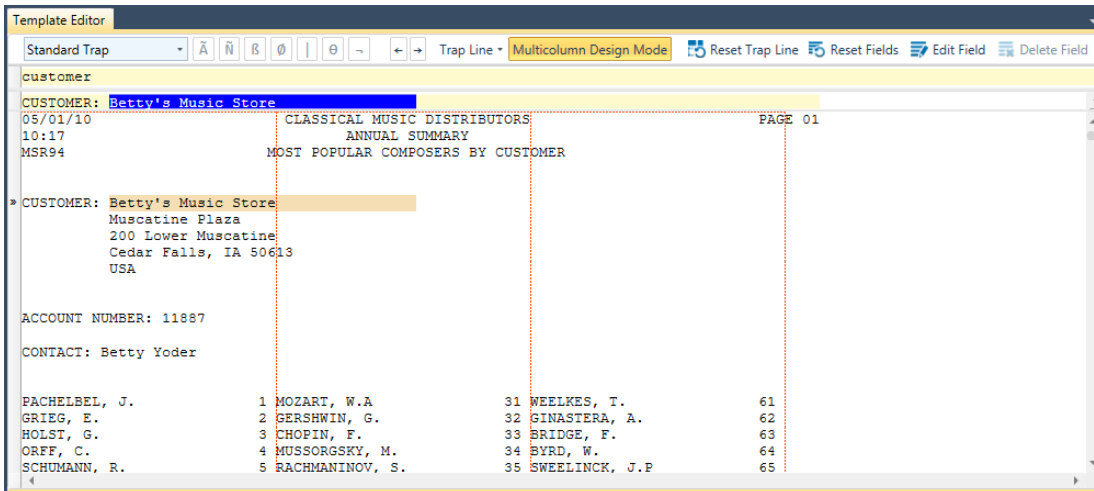 Template Editor
Standard Trap Ã Ñ ß Ø | Θ ¬ ← → Trap Line Multicolumn Design Mode Reset Trap Line Reset Fields Edit Field Delete Field
customer
CUSTOMER: Betty's Music Store
05/01/10 CLASSICAL MUSIC DISTRIBUTORS PAGE 01
10:17 ANNUAL SUMMARY
MSR94 MOST POPULAR COMPOSERS BY CUSTOMER
» CUSTOMER: Betty's Music Store
Muscatine Plaza
200 Lower Muscatine
Cedar Falls, IA 50613
USA
ACCOUNT NUMBER: 11887
CONTACT: Betty Yoder
PACHELBEL, J. 1 MOZART, W.A 31 WEELKES, T. 61
GRIEG, E. 2 GERSHWIN, G. 32 GINASTERA, A. 62
HOLST, G. 3 CHOPIN, F. 33 BRIDGE, F. 63
ORFF, C. 4 MUSSORGSKY, M. 34 BYRD, W. 64
SCHUMANN, R. 5 RACHMANINOV, S. 35 SWEELINCK, J.P 65